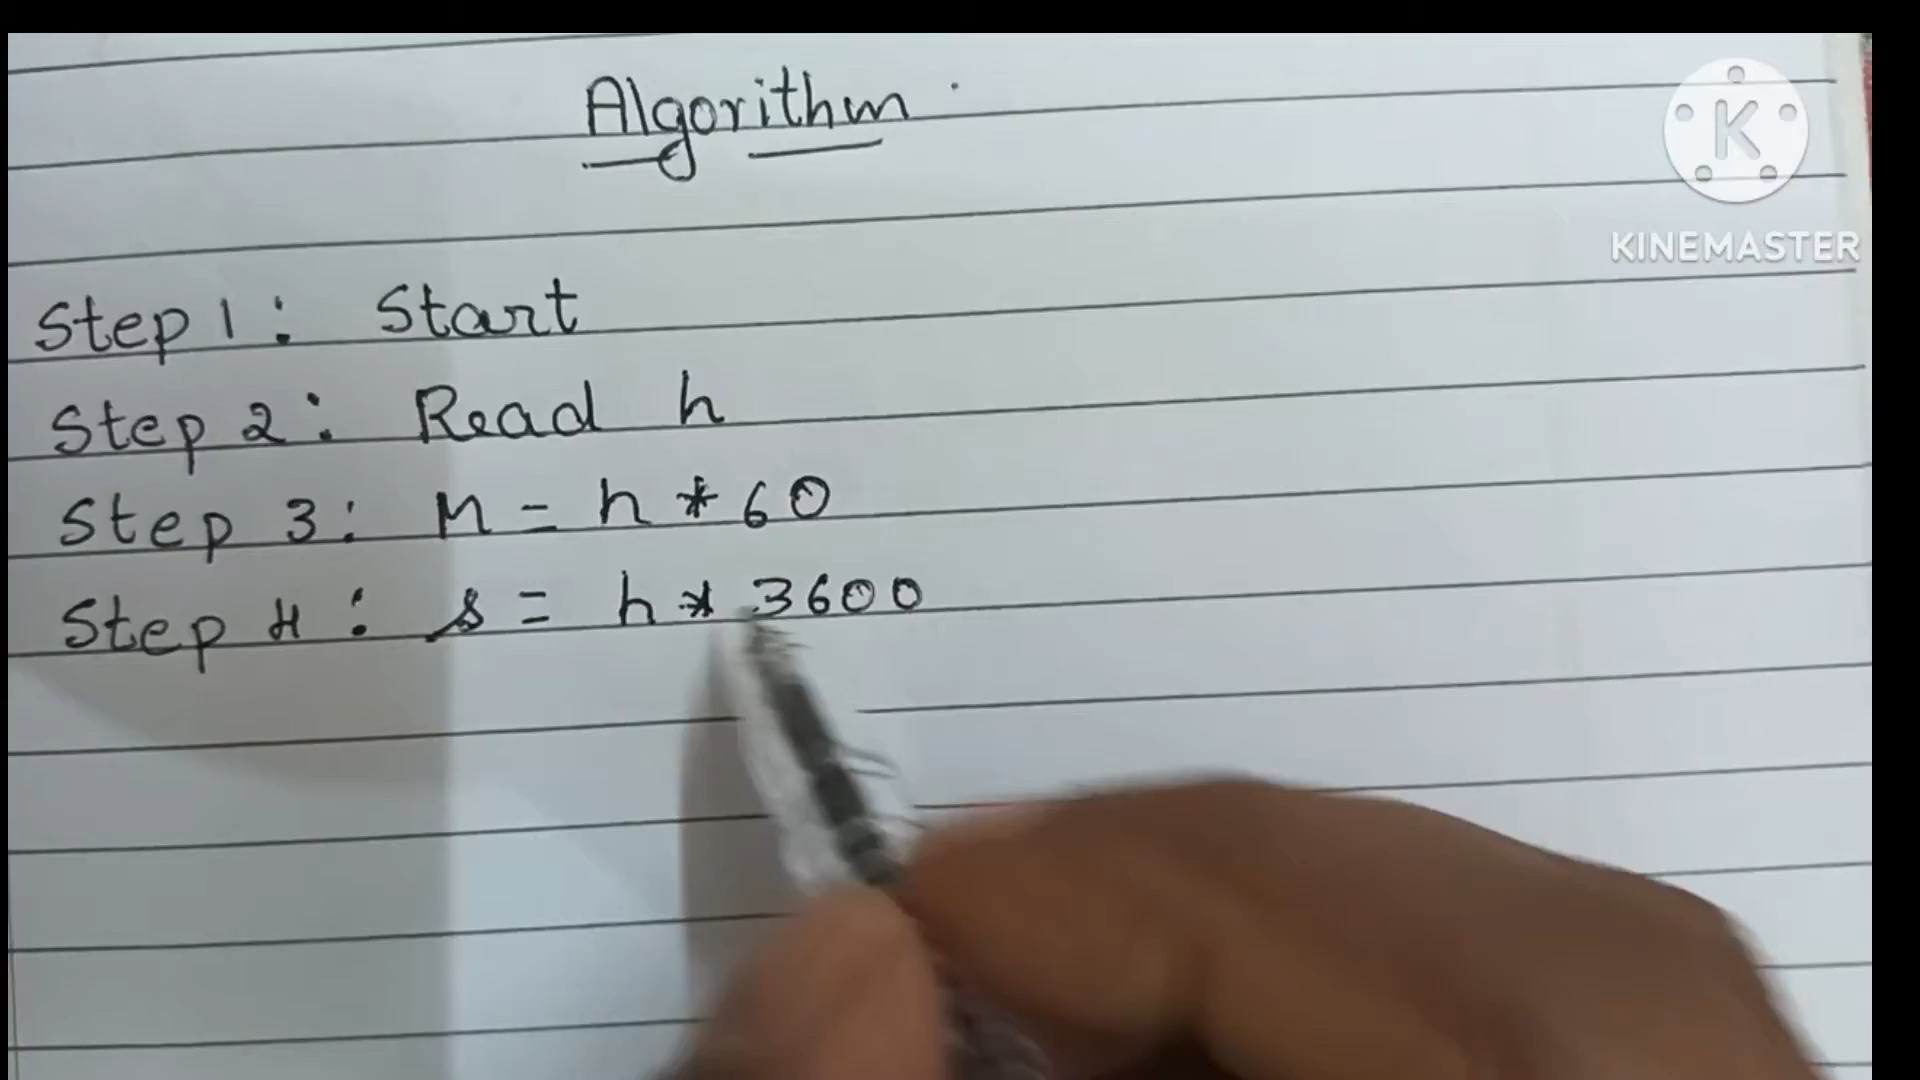 Algorithm
K
KINEMASTER
Step 1: Start
Step 2: Read h
Step 3: M = h * 60
Step 4: s = h * 3600